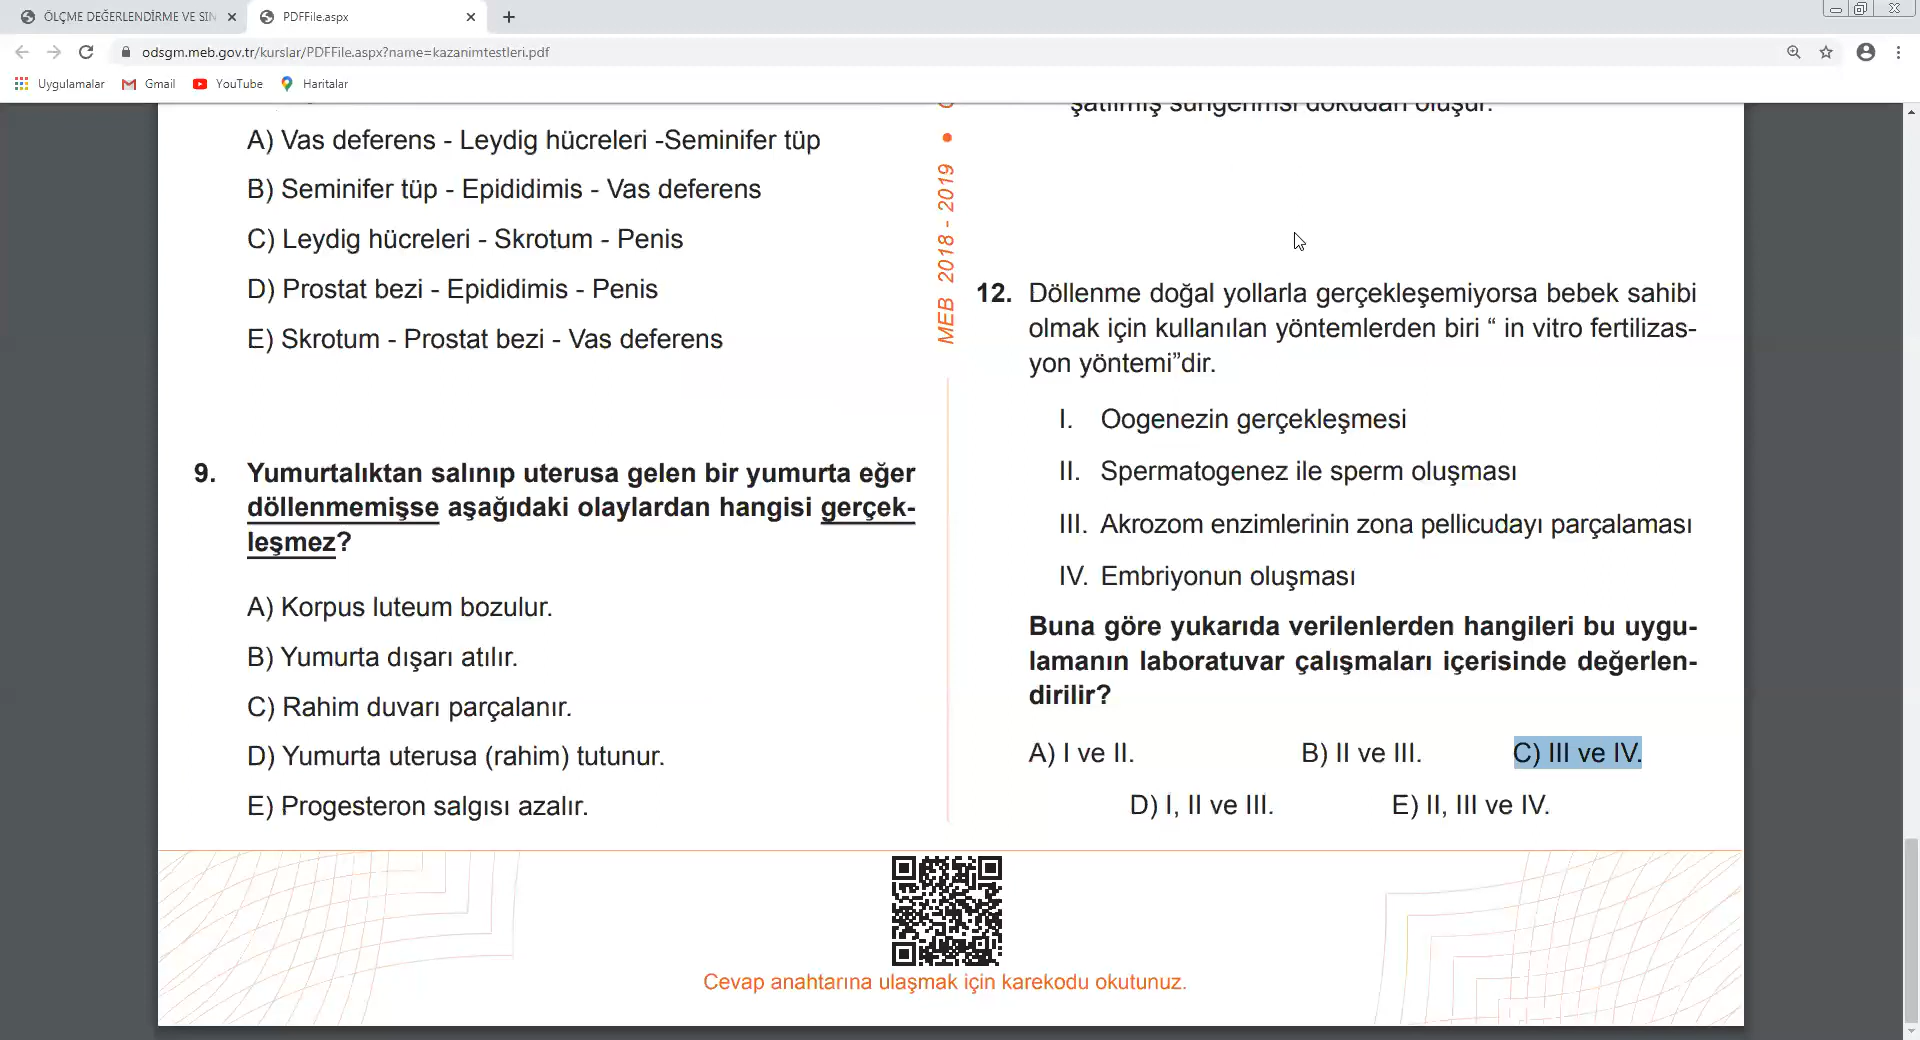 ÖLÇME DEĞERLENDİRME VE SIN
PDFFile.aspx
odsgm.meb.gov.tr/kurslar/PDFFile.aspx?name=kazanimtestleri.pdf
Uygulamalar
Gmail
YouTube
Haritalar
A) Vas deferens - Leydig hücreleri -Seminifer tüp
B) Seminifer tüp - Epididimis - Vas deferens
C) Leydig hücreleri - Skrotum - Penis
D) Prostat bezi - Epididimis - Penis
E) Skrotum - Prostat bezi - Vas deferens
9. Yumurtalıktan salınıp uterusa gelen bir yumurta eğer
döllenmemişse aşağıdaki olaylardan hangisi gerçek-
leşmez?
A) Korpus luteum bozulur.
B) Yumurta dışarı atılır.
C) Rahim duvarı parçalanır.
D) Yumurta uterusa (rahim) tutunur.
E) Progesteron salgısı azalır.
MEB 2018 - 2019
şatılmış süngerimsi dokudan oluşur.
12. Döllenme doğal yollarla gerçekleşemiyorsa bebek sahibi
olmak için kullanılan yöntemlerden biri “ in vitro fertilizas-
yon yöntemi”dir.
I. Oogenezin gerçekleşmesi
II. Spermatogenez ile sperm oluşması
III. Akrozom enzimlerinin zona pellicudayı parçalaması
IV. Embriyonun oluşması
Buna göre yukarıda verilenlerden hangileri bu uygu-
lamanın laboratuvar çalışmaları içerisinde değerlen-
dirilir?
A) I ve II. B) II ve III. C) III ve IV.
D) I, II ve III. E) II, III ve IV.
Cevap anahtarına ulaşmak için karekodu okutunuz.